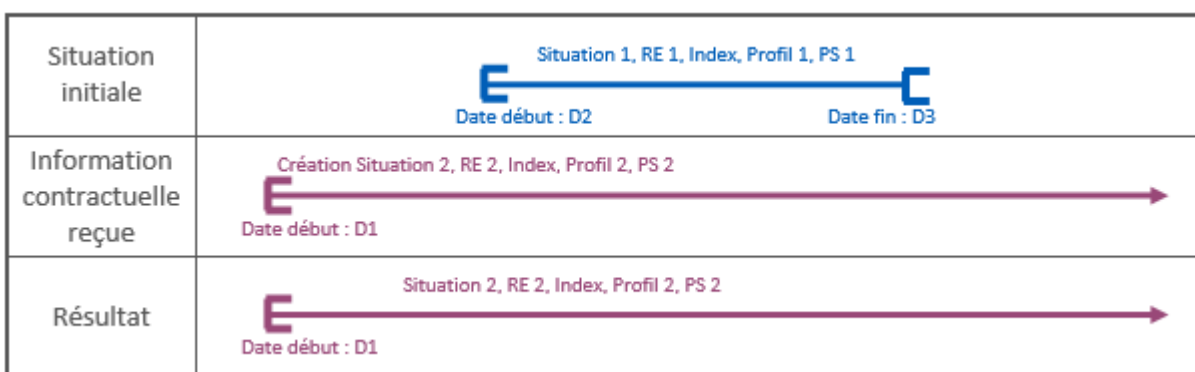 Situation
initiale
Situation 1, RE 1, Index, Profil 1, PS 1
Date début : D2
Date fin : D3
Information
contractuelle
reçue
Création Situation 2, RE 2, Index, Profil 2, PS 2
Date début : D1
Résultat
Situation 2, RE 2, Index, Profil 2, PS 2
Date début : D1